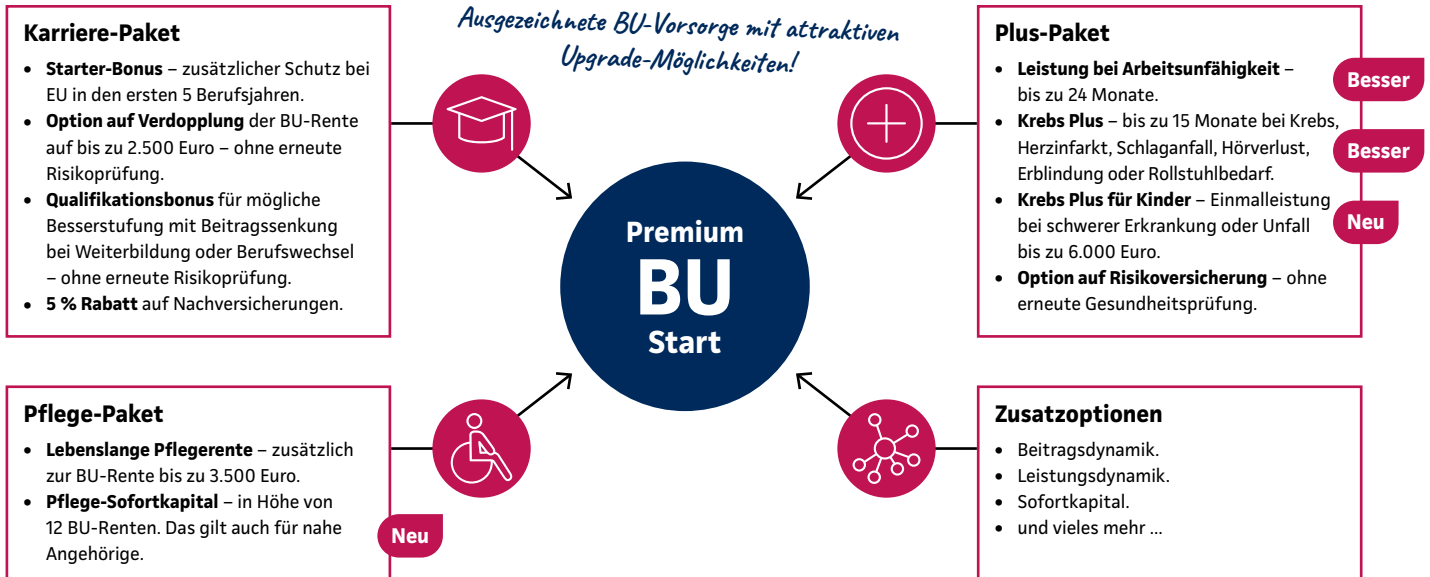 Ausgezeichnete BU-Vorsorge mit attraktiven
Upgrade-Möglichkeiten!
Karriere-Paket
• Starter-Bonus – zusätzlicher Schutz bei
EU in den ersten 5 Berufsjahren.
• Option auf Verdopplung der BU-Rente
auf bis zu 2.500 Euro – ohne erneute
Risikoprüfung.
• Qualifikationsbonus für mögliche
Besserstufung mit Beitragssenkung
bei Weiterbildung oder Berufswechsel
– ohne erneute Risikoprüfung.
• 5 % Rabatt auf Nachversicherungen.
Plus-Paket
• Leistung bei Arbeitsunfähigkeit –
bis zu 24 Monate.
Besser
• Krebs Plus – bis zu 15 Monate bei Krebs,
Herzinfarkt, Schlaganfall, Hörverlust,
Erblindung oder Rollstuhlbedarf.
Besser
• Krebs Plus für Kinder – Einmalleistung
bei schwerer Erkrankung oder Unfall
bis zu 6.000 Euro.
Neu
• Option auf Risikoversicherung – ohne
erneute Gesundheitsprüfung.
Premium
BU
Start
Pflege-Paket
• Lebenslange Pflegerente – zusätzlich
zur BU-Rente bis zu 3.500 Euro.
• Pflege-Sofortkapital – in Höhe von
12 BU-Renten. Das gilt auch für nahe
Angehörige.
Neu
Zusatzoptionen
• Beitragsdynamik.
• Leistungsdynamik.
• Sofortkapital.
• und vieles mehr ...